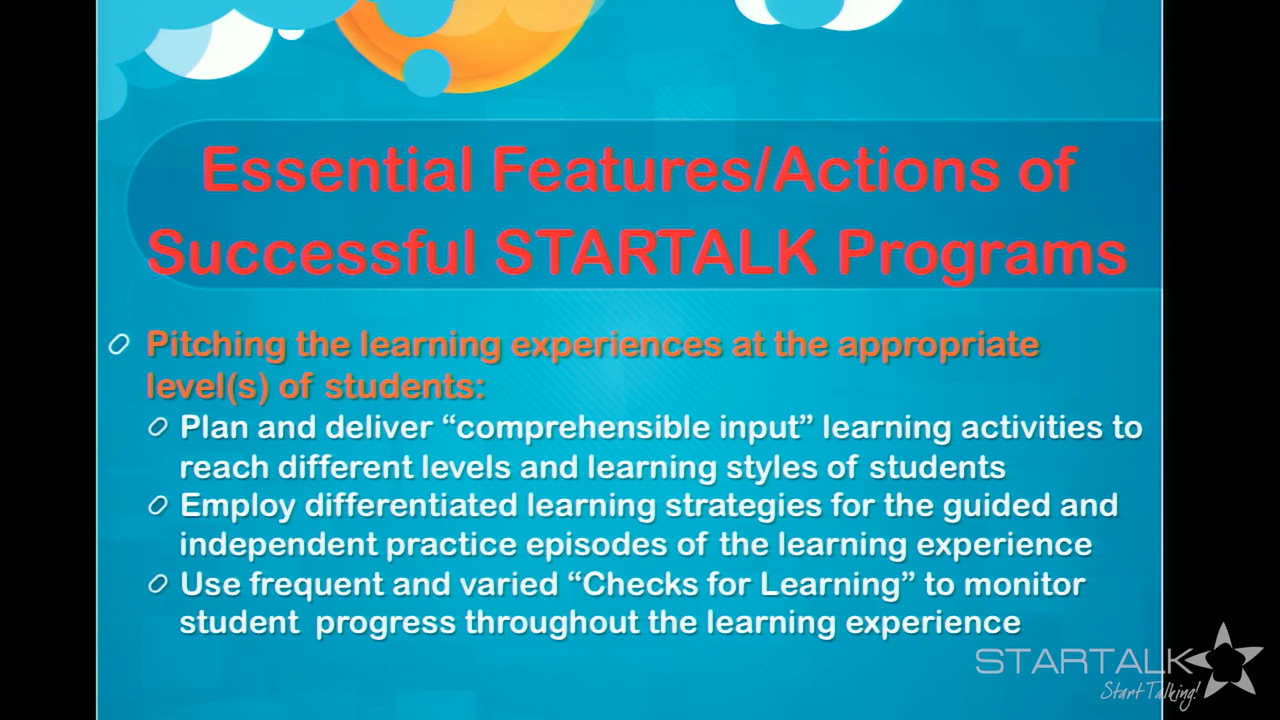 Essential Features/Actions of
Successful STARTALK Programs
Pitching the learning experiences at the appropriate
level(s) of students:
Plan and deliver “comprehensible input” learning activities to
reach different levels and learning styles of students
Employ differentiated learning strategies for the guided and
independent practice episodes of the learning experience
Use frequent and varied “Checks for Learning” to monitor
student progress throughout the learning experience
STARTALK
Start Talking!